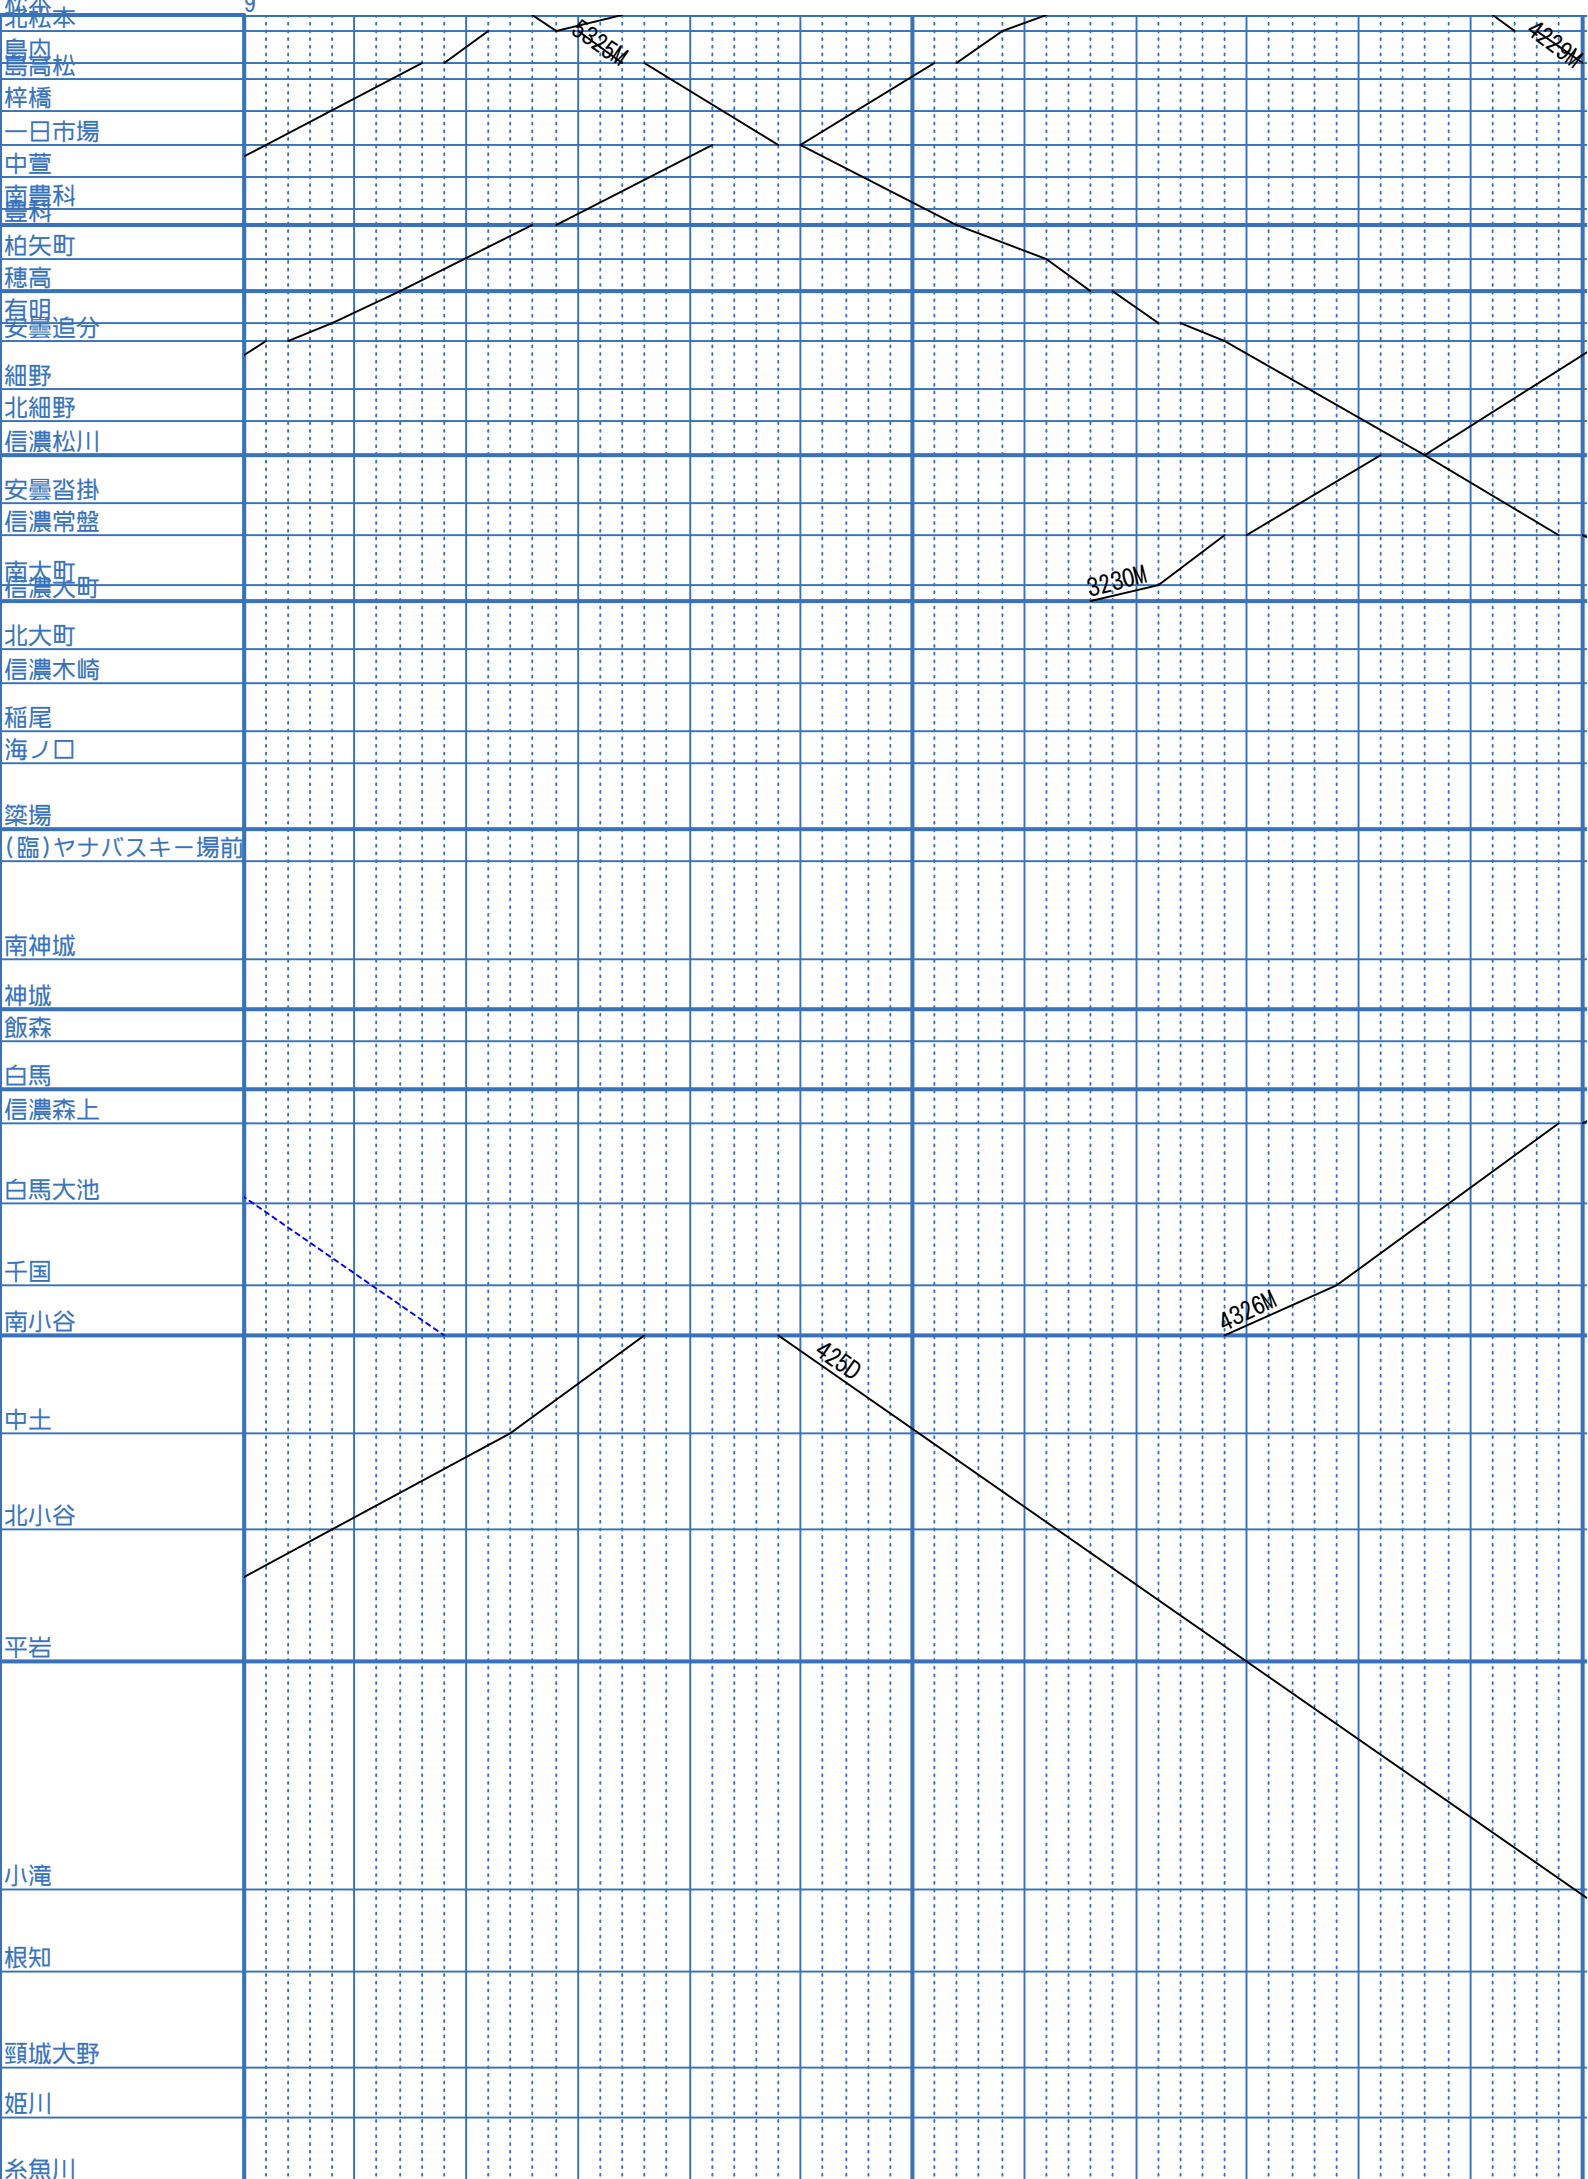 松本
9
北松本
島内
島高松
梓橋
一日市場
中萱
南豊科
豊科
柏矢町
穂高
有明
安曇追分
細野
北細野
信濃松川
安曇沓掛
信濃常盤
南大町
信濃大町
北大町
信濃木崎
稲尾
海ノ口
簗場
(臨)ヤナバスキー場前
南神城
神城
飯森
白馬
信濃森上
白馬大池
千国
南小谷
中土
北小谷
平岩
小滝
根知
頸城大野
姫川
糸魚川
5325M
4229M
3230M
4326M
425D